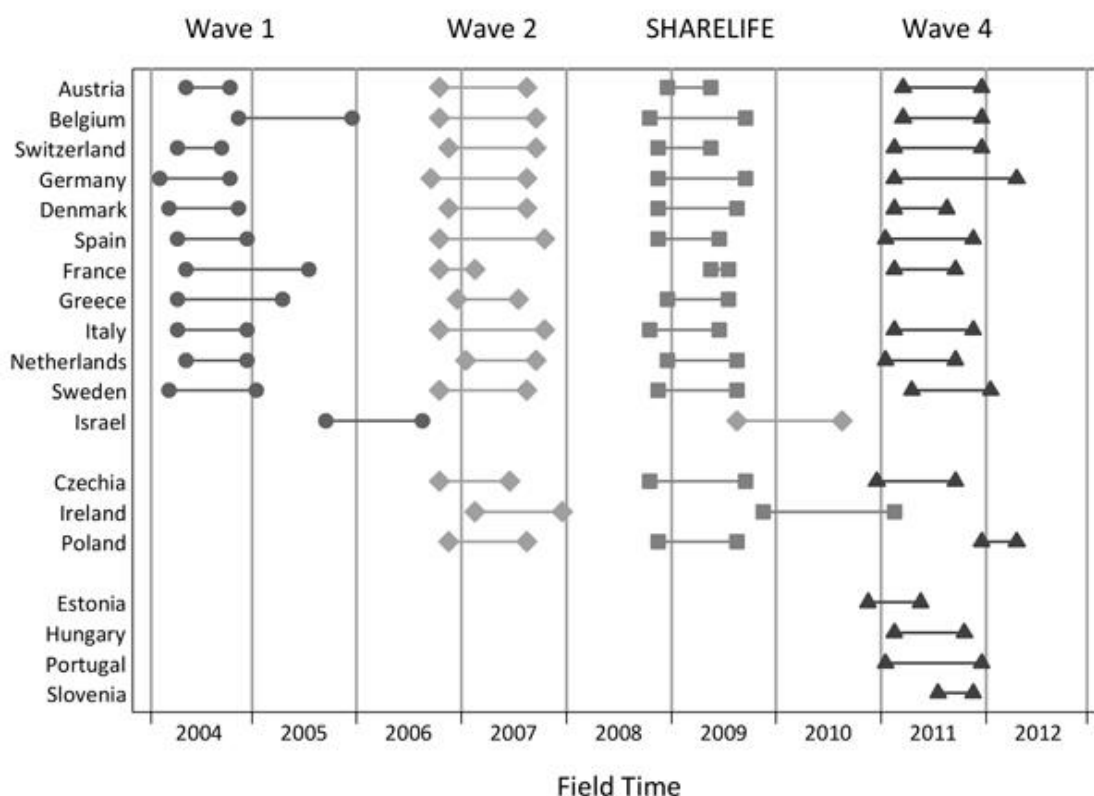 Wave 1 Wave 2 SHARELIFE Wave 4
Austria
Belgium
Switzerland
Germany
Denmark
Spain
France
Greece
Italy
Netherlands
Sweden
Israel
Czechia
Ireland
Poland
Estonia
Hungary
Portugal
Slovenia
2004 2005 2006 2007 2008 2009 2010 2011 2012
Field Time